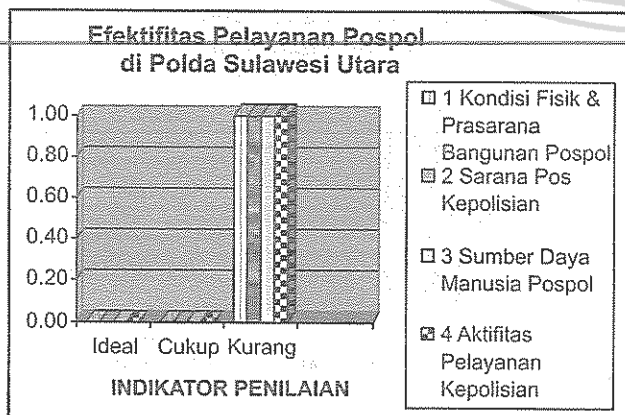 Efektifitas Pelayanan Pospol
di Polda Sulawesi Utara
1.00
0.80
0.60
0.40
0.20
0.00
Ideal Cukup Kurang
INDIKATOR PENILAIAN
1 Kondisi Fisik &
Prasarana
Bangunan Pospol
2 Sarana Pos
Kepolisian
3 Sumber Daya
Manusia Pospol
4 Aktifitas
Pelayanan
Kepolisian